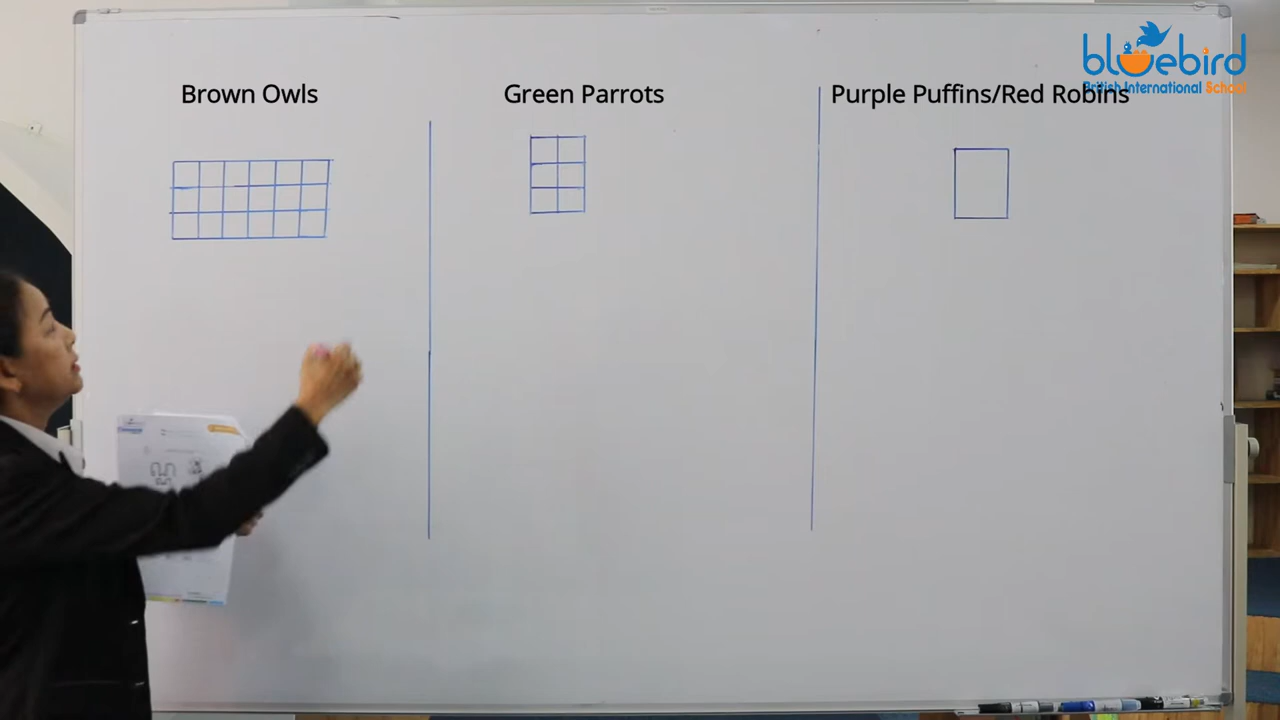 Brown Owls
Green Parrots
Purple Puffins/Red Robins
bluebird
British International School